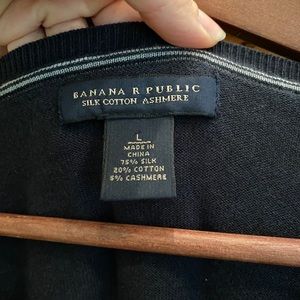 BANANA R PUBLIC
SILK COTTON ASHMERE
L
MADE IN
CHINA
75% SILK
20% COTTON
5% CASHMERE